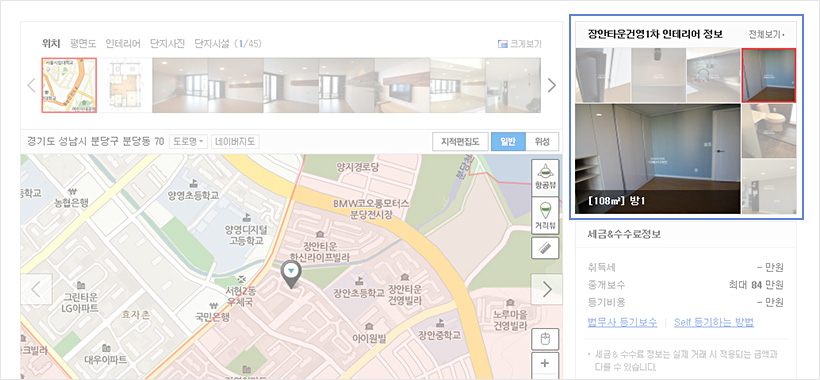 위치 평면도 인테리어 단지사진 단지시설 (1/45)
크게보기
경기도 성남시 분당구 분당동 70 도로명 네이버지도
지적편집도 일반 위성
양지경로당
분당천
양영초등학교
농협은행
BMW코오롱모터스
분당전시장
양영디지털
고등학교
장안타운
하신라이프빌라
서현2동
우체국
장안초등학교
장안타운
건영빌라
그린타운
LG아파트
국민은행
효자촌
노루마을
건영빌라
장안중학교
아이원빌
대우아파트
크빌라
항공뷰
거리뷰
장안타운건영1차 인테리어 정보
전체보기
[108㎡] 방1
세금&수수료정보
취득세 - 만원
중개보수 최대 84 만원
등기비용 - 만원
법무사 등기보수 | Self 등기하는 방법
세금 & 수수료 정보는 실제 거래 시 적용되는 금액과
다를 수 있습니다.